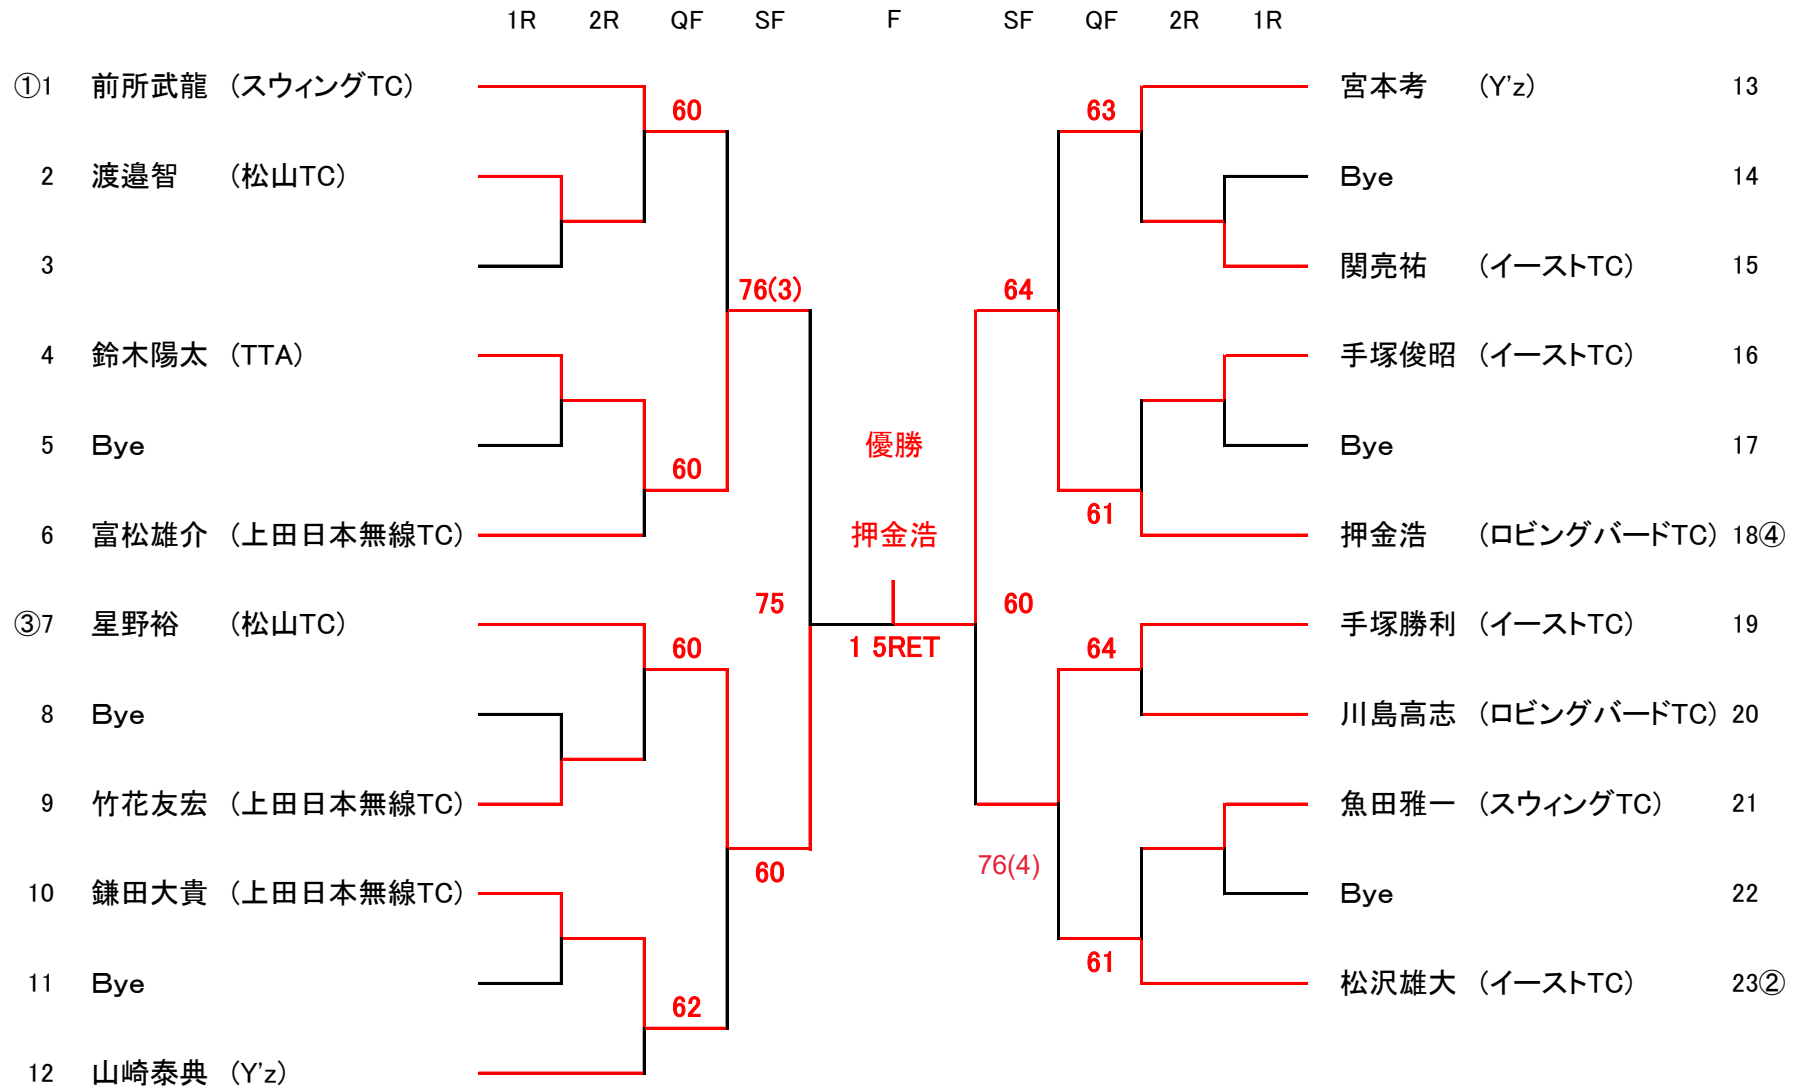 1R 2R QF SF F SF QF 2R 1R
①1 前所武龍 (スウィングTC) 宮本考 (Y'z) 13
60 63
2 渡邉智 (松山TC) Bye 14
3 関亮祐 (イーストTC) 15
76(3) 64
4 鈴木陽太 (TTA) 手塚俊昭 (イーストTC) 16
5 Bye 優勝 Bye 17
60 61
6 富松雄介 (上田日本無線TC) 押金浩 押金浩 (ロビングバードTC) 18④
75 60
③7 星野裕 (松山TC) 手塚勝利 (イーストTC) 19
60 1 5RET 64
8 Bye 川島高志 (ロビングバードTC) 20
9 竹花友宏 (上田日本無線TC) 魚田雅一 (スウィングTC) 21
60 76(4)
10 鎌田大貴 (上田日本無線TC) Bye 22
61
11 Bye 松沢雄大 (イーストTC) 23②
62
12 山崎泰典 (Y'z)